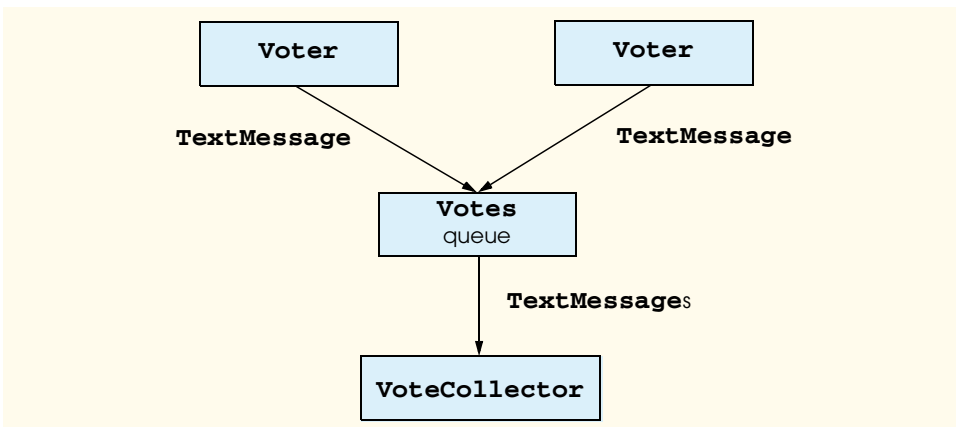 Voter
Voter
TextMessage
TextMessage
Votes
queue
TextMessages
VoteCollector